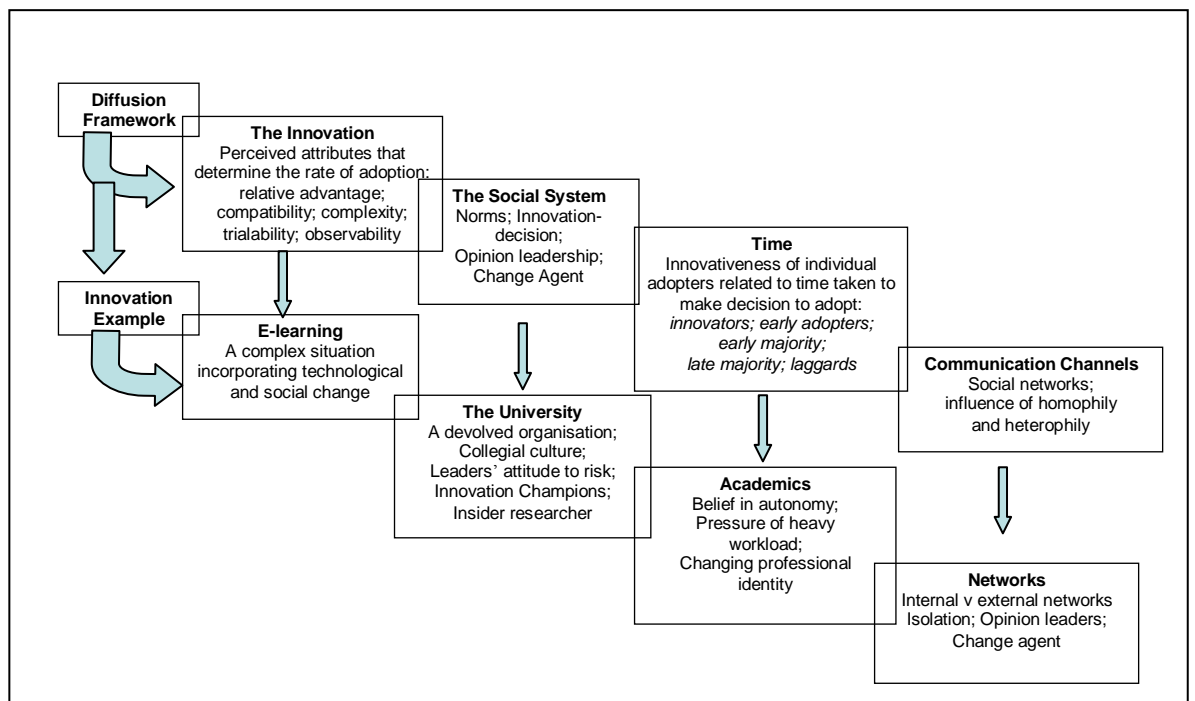 Diffusion
Framework
The Innovation
Perceived attributes that
determine the rate of adoption:
relative advantage;
compatibility; complexity;
trialability; observability
The Social System
Norms; Innovation-
decision;
Opinion leadership;
Change Agent
Time
Innovativeness of individual
adopters related to time taken to
make decision to adopt:
innovators; early adopters;
early majority;
late majority; laggards
Communication Channels
Social networks;
influence of homophily
and heterophily
Innovation
Example
E-learning
A complex situation
incorporating technological
and social change
The University
A devolved organisation;
Collegial culture;
Leaders’ attitude to risk;
Innovation Champions;
Insider researcher
Academics
Belief in autonomy;
Pressure of heavy
workload;
Changing professional
identity
Networks
Internal v external networks
Isolation; Opinion leaders;
Change agent